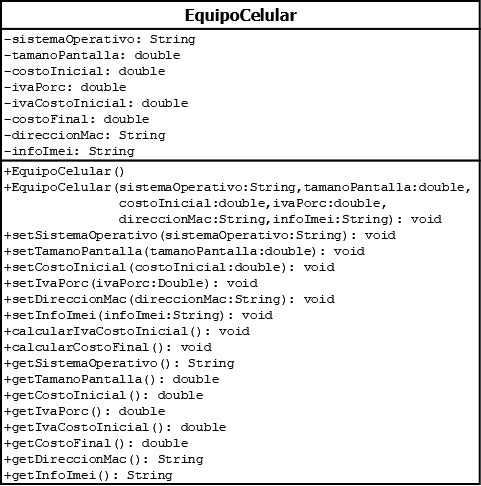 EquipoCelular
-sistemaOperativo: String
-tamanoPantalla: double
-costoInicial: double
-ivaPorc: double
-ivaCostoInicial: double
-costoFinal: double
-direccionMac: String
-infoImei: String
+EquipoCelular()
+EquipoCelular(sistemaOperativo:String,tamanoPantalla:double,
costoInicial:double,ivaPorc:double,
direccionMac:String,infoImei:String): void
+setSistemaOperativo(sistemaOperativo:String): void
+setTamanoPantalla(tamanoPantalla:double): void
+setCostoInicial(costoInicial:double): void
+setIvaPorc(ivaPorc:Double): void
+setDireccionMac(direccionMac:String): void
+setInfoImei(infoImei:String): void
+calcularIvaCostoInicial(): void
+calcularCostoFinal(): void
+getSistemaOperativo(): String
+getTamanoPantalla(): double
+getCostoInicial(): double
+getIvaPorc(): double
+getIvaCostoInicial(): double
+getCostoFinal(): double
+getDireccionMac(): String
+getInfoImei(): String